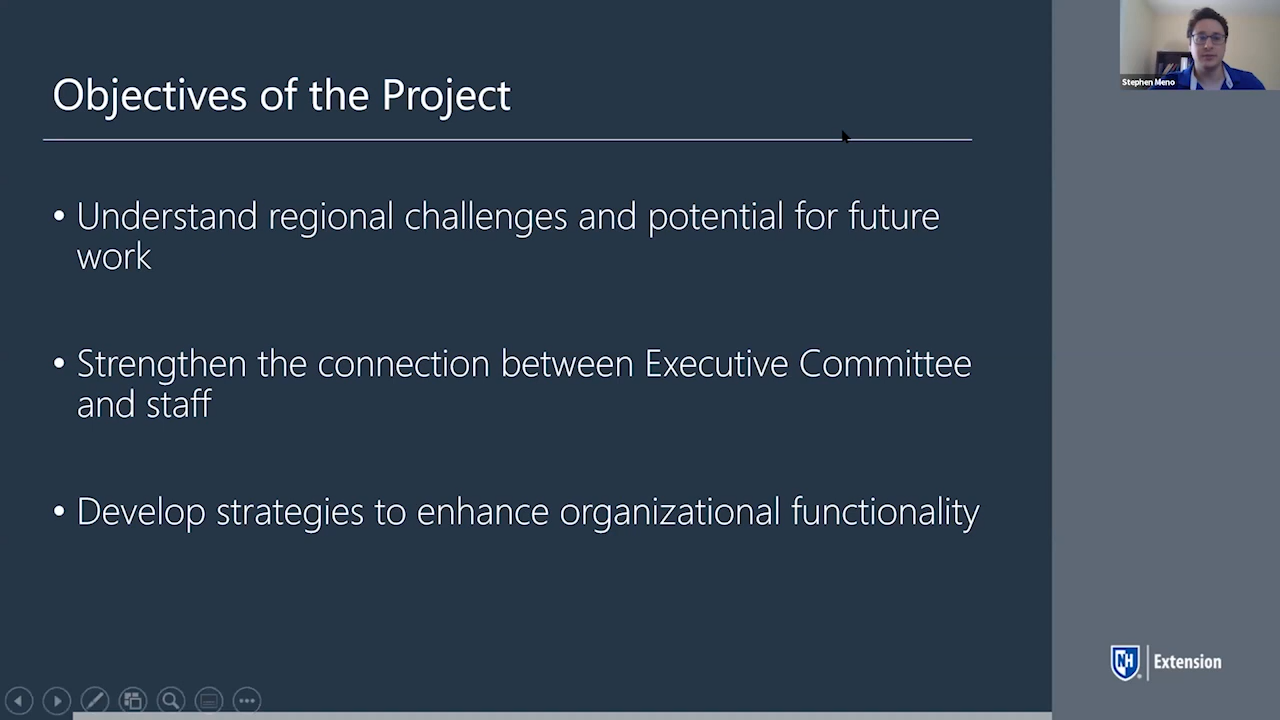 Stephen Meno
Objectives of the Project
• Understand regional challenges and potential for future
work
• Strengthen the connection between Executive Committee
and staff
• Develop strategies to enhance organizational functionality
NH Extension